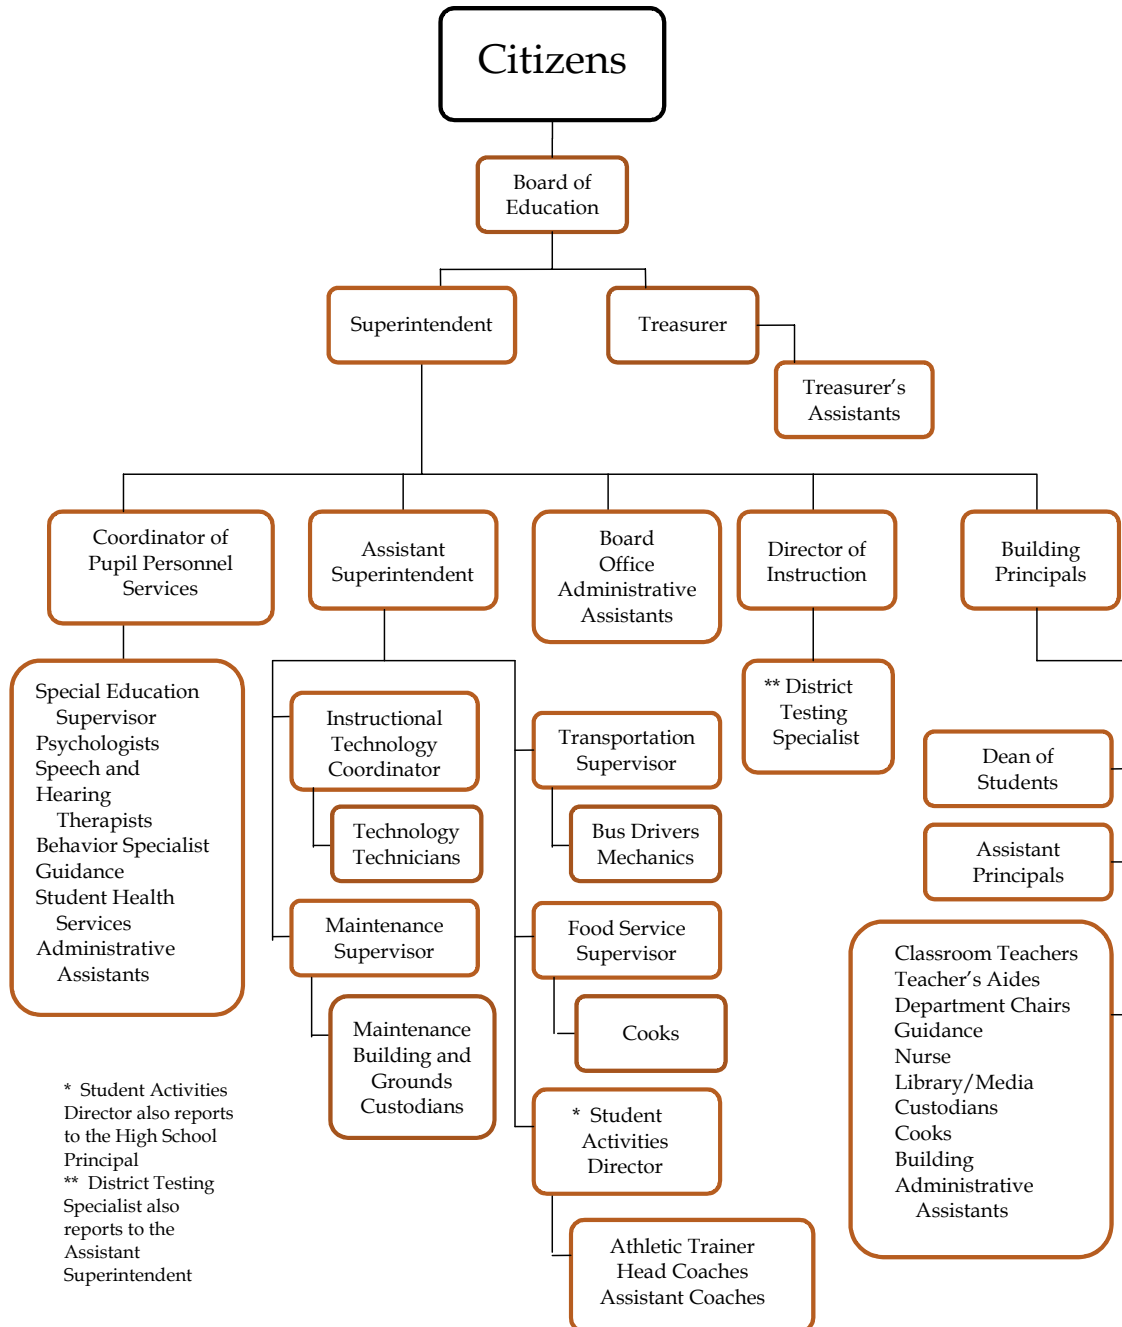 Citizens
Board of
Education
Superintendent
Treasurer
Treasurer’s
Assistants
Coordinator of
Pupil Personnel
Services
Assistant
Superintendent
Board
Office
Administrative
Assistants
Director of
Instruction
Building
Principals
Special Education
Supervisor
Psychologists
Speech and
Hearing
Therapists
Behavior Specialist
Guidance
Student Health
Services
Administrative
Assistants
Instructional
Technology
Coordinator
Technology
Technicians
Maintenance
Supervisor
Maintenance
Building and
Grounds
Custodians
Transportation
Supervisor
Bus Drivers
Mechanics
Food Service
Supervisor
Cooks
* Student
Activities
Director
Athletic Trainer
Head Coaches
Assistant Coaches
** District
Testing
Specialist
Dean of
Students
Assistant
Principals
Classroom Teachers
Teacher’s Aides
Department Chairs
Guidance
Nurse
Library/Media
Custodians
Cooks
Building
Administrative
Assistants
* Student Activities
Director also reports
to the High School
Principal
** District Testing
Specialist also
reports to the
Assistant
Superintendent